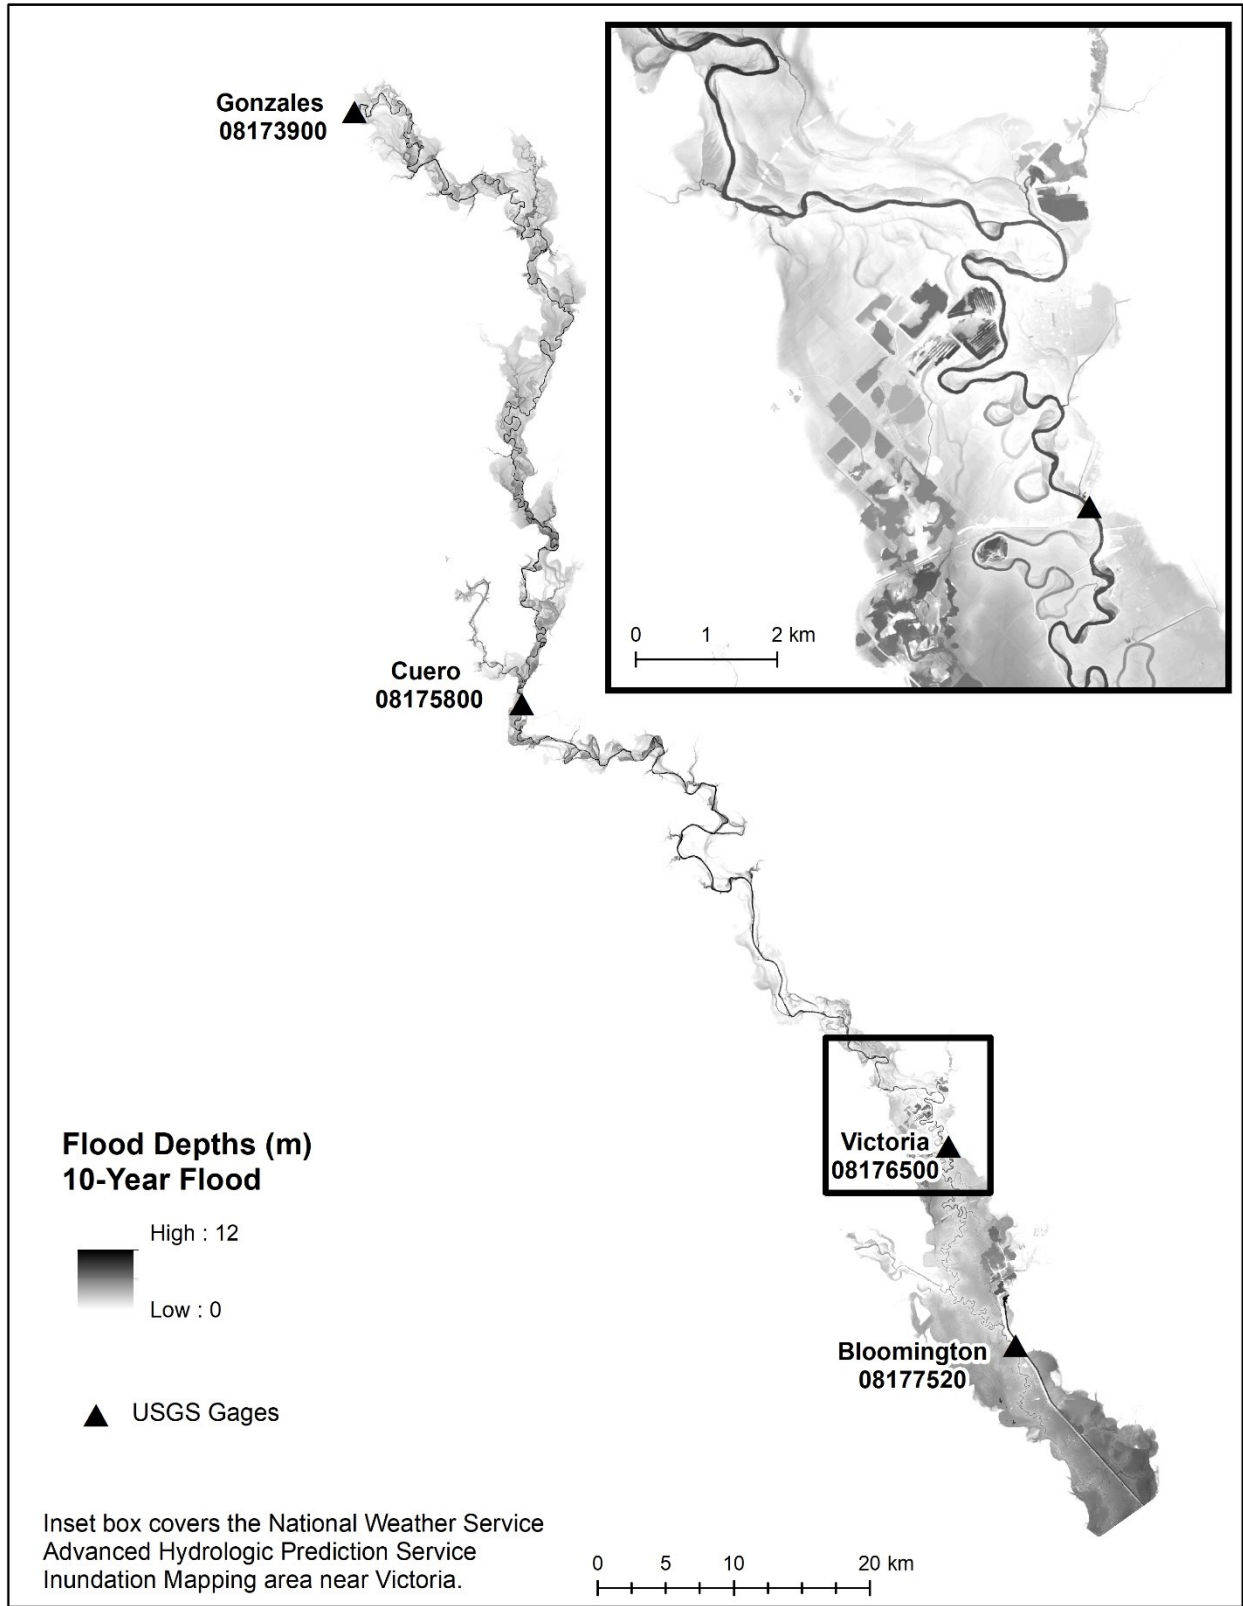 Gonzales
08173900
0 1 2 km
Cuero
08175800
Victoria
08176500
Flood Depths (m)
10-Year Flood
High : 12
Low : 0
Bloomington
08177520
USGS Gages
Inset box covers the National Weather Service
Advanced Hydrologic Prediction Service
Inundation Mapping area near Victoria.
0 5 10 20 km